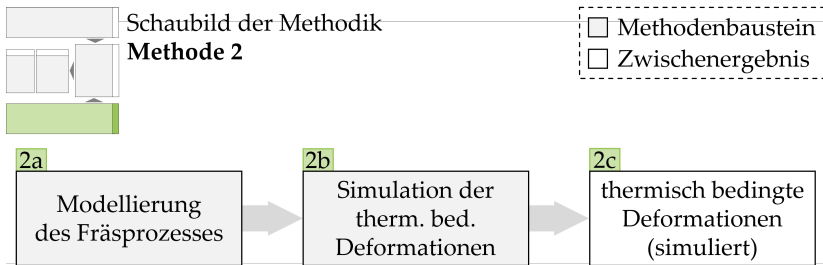 Schaubild der Methodik
Methode 2
Methodenbaustein
Zwischenergebnis
2a
Modellierung
des Fräsprozesses
2b
Simulation der
therm. bed.
Deformationen
2c
thermisch bedingte
Deformationen
(simuliert)